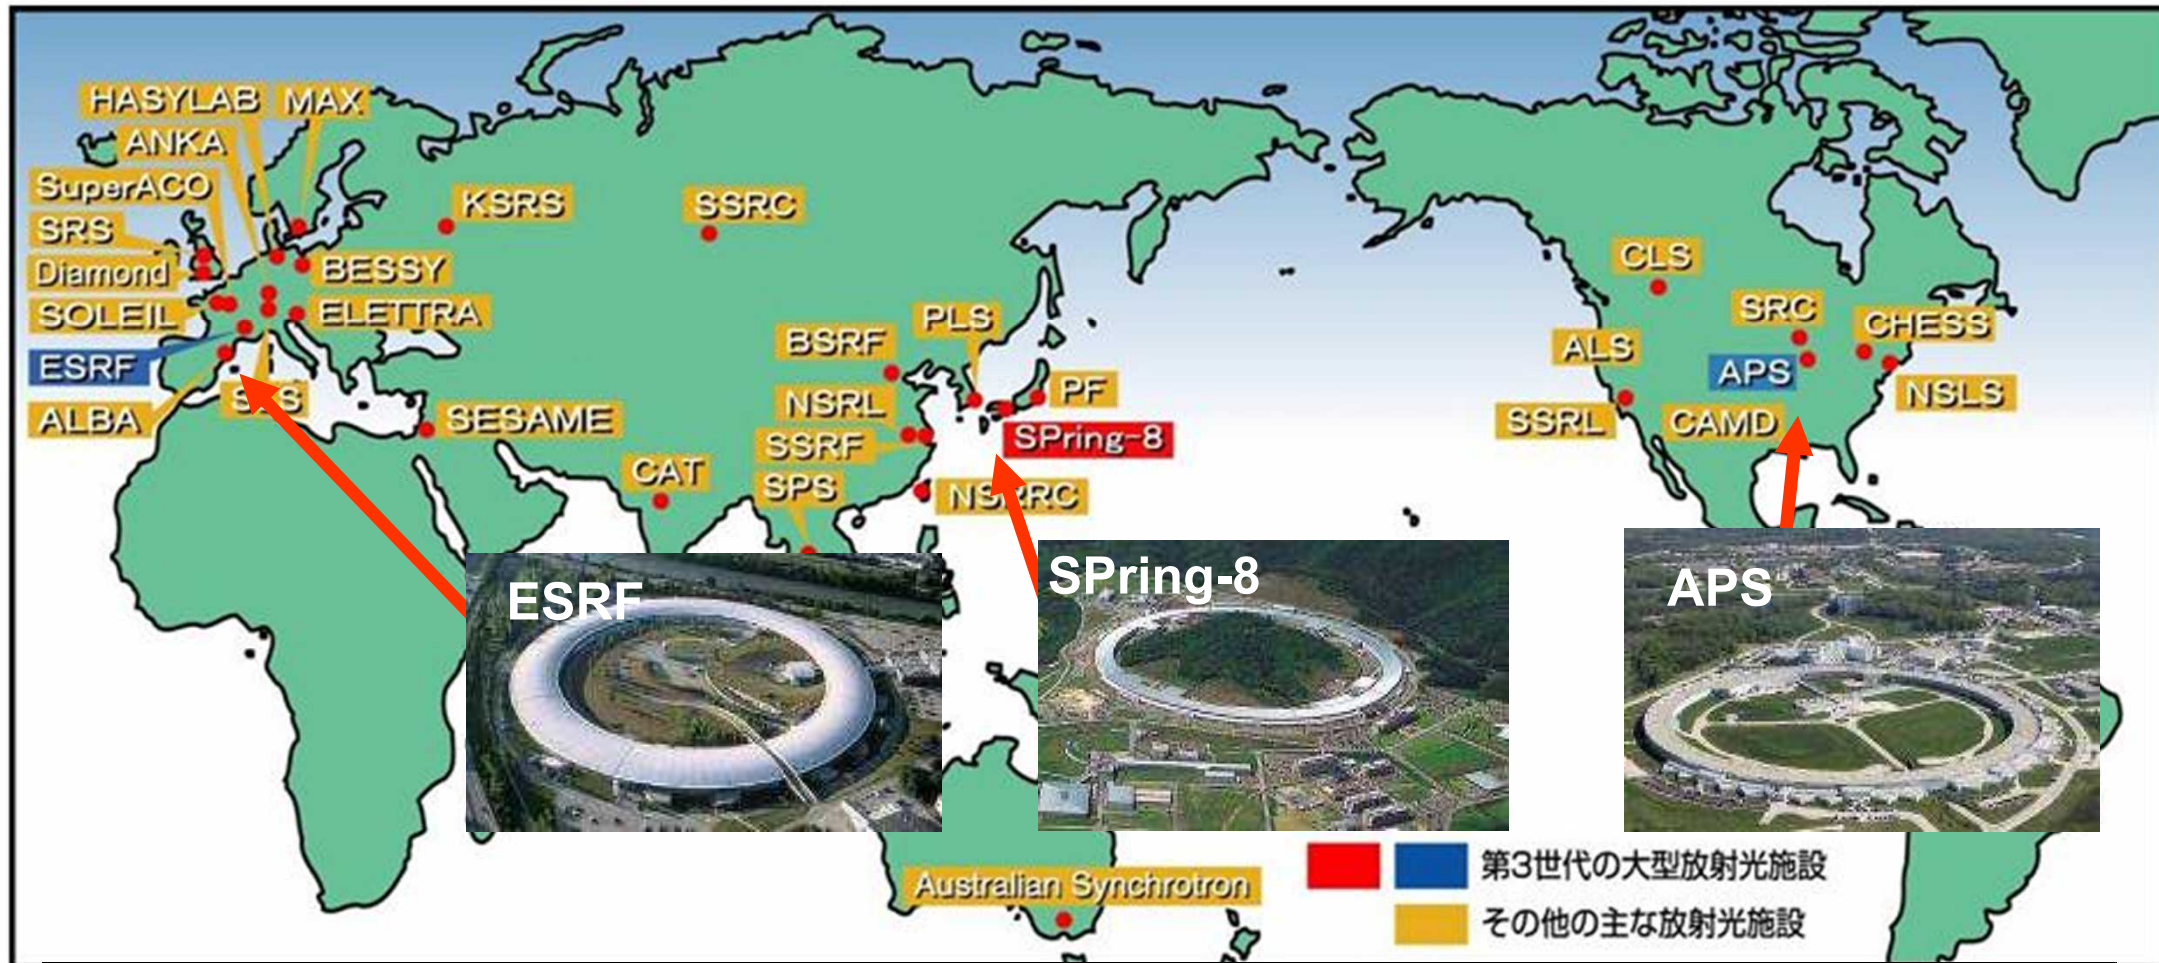 HASYLAB
MAX
ANKA
SuperACO
SRS
Diamond
SOLEIL
ESRF
ALBA
SLS
BESSY
ELETTRA
KSRS
SSRC
SESAME
CAT
BSRF
PLS
NSRL
SSRF
SPS
PF
SPring-8
NSRRC
CLS
SRC
CHESS
ALS
APS
NSLS
SSRL
CAMD
ESRF
SPring-8
APS
Australian Synchrotron
第3世代の大型放射光施設
その他の主な放射光施設